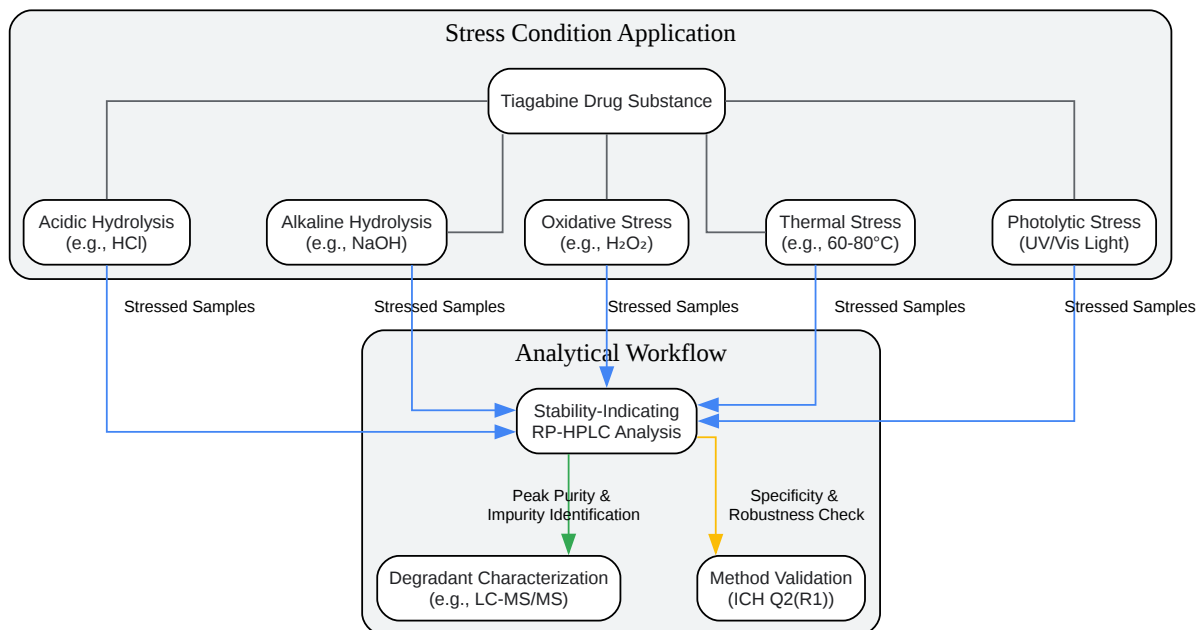 Stress Condition Application
Tiagabine Drug Substance
Acidic Hydrolysis
(e.g., HCl)
Alkaline Hydrolysis
(e.g., NaOH)
Oxidative Stress
(e.g., H₂O₂)
Thermal Stress
(e.g., 60-80°C)
Photolytic Stress
(UV/Vis Light)
Stressed Samples
Stressed Samples
Stressed Samples
Stressed Samples
Stressed Samples
Analytical Workflow
Stability-Indicating
RP-HPLC Analysis
Peak Purity &
Impurity Identification
Specificity &
Robustness Check
Degradant Characterization
(e.g., LC-MS/MS)
Method Validation
(ICH Q2(R1))